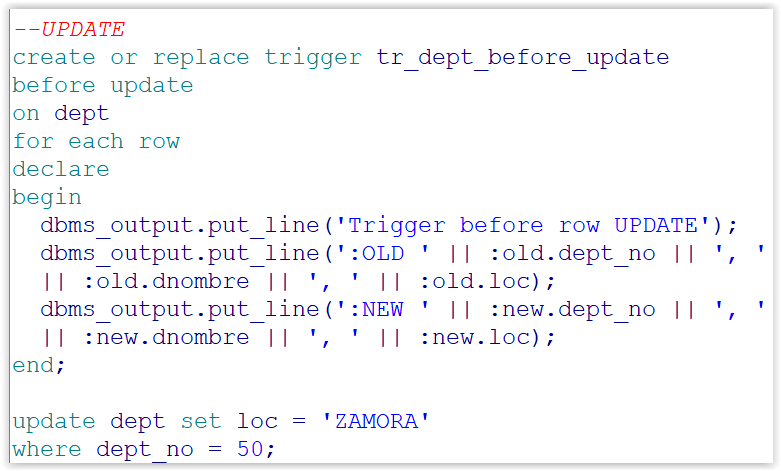 --UPDATE
create or replace trigger tr_dept_before_update
before update
on dept
for each row
declare
begin
  dbms_output.put_line('Trigger before row UPDATE');
  dbms_output.put_line(':OLD ' || :old.dept_no || ', '
  || :old.dnombre || ', ' || :old.loc);
  dbms_output.put_line(':NEW ' || :new.dept_no || ', '
  || :new.dnombre || ', ' || :new.loc);
end;

update dept set loc = 'ZAMORA'
where dept_no = 50;